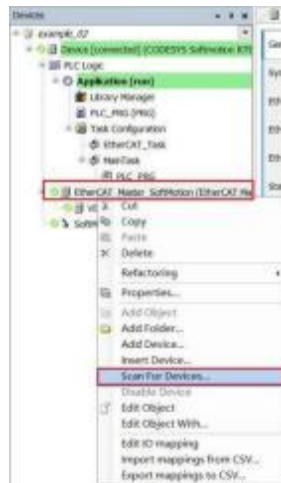 Devices
example_02
Device [connected] (CODESYS Softmotion RTE
PLC Logic
Application [run]
Library Manager
PLC_PRG (PRG)
Task Configuration
EtherCAT_Task
MainTask
PLC_PRG
EtherCAT_Master_SoftMotion (EtherCAT Ma
Softm
Cut
Copy
Paste
Delete
Refactoring
Properties...
Add Object
Add Folder...
Add Device...
Insert Device...
Scan For Devices...
Disable Device
Edit Object
Edit Object With...
Edit IO mapping
Import mappings from CSV...
Export mappings to CSV...